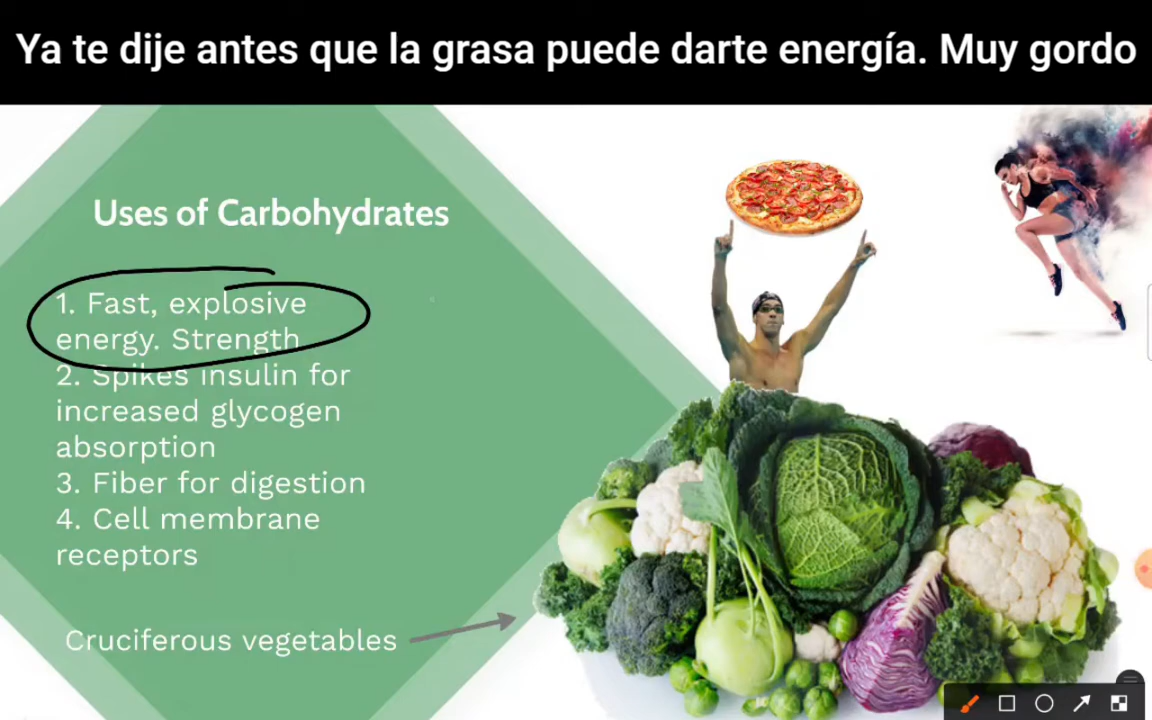 Ya te dije antes que la grasa puede darte energía. Muy gordo
Uses of Carbohydrates
1. Fast, explosive
energy. Strength
2. Spikes insulin for
increased glycogen
absorption
3. Fiber for digestion
4. Cell membrane
receptors
Cruciferous vegetables